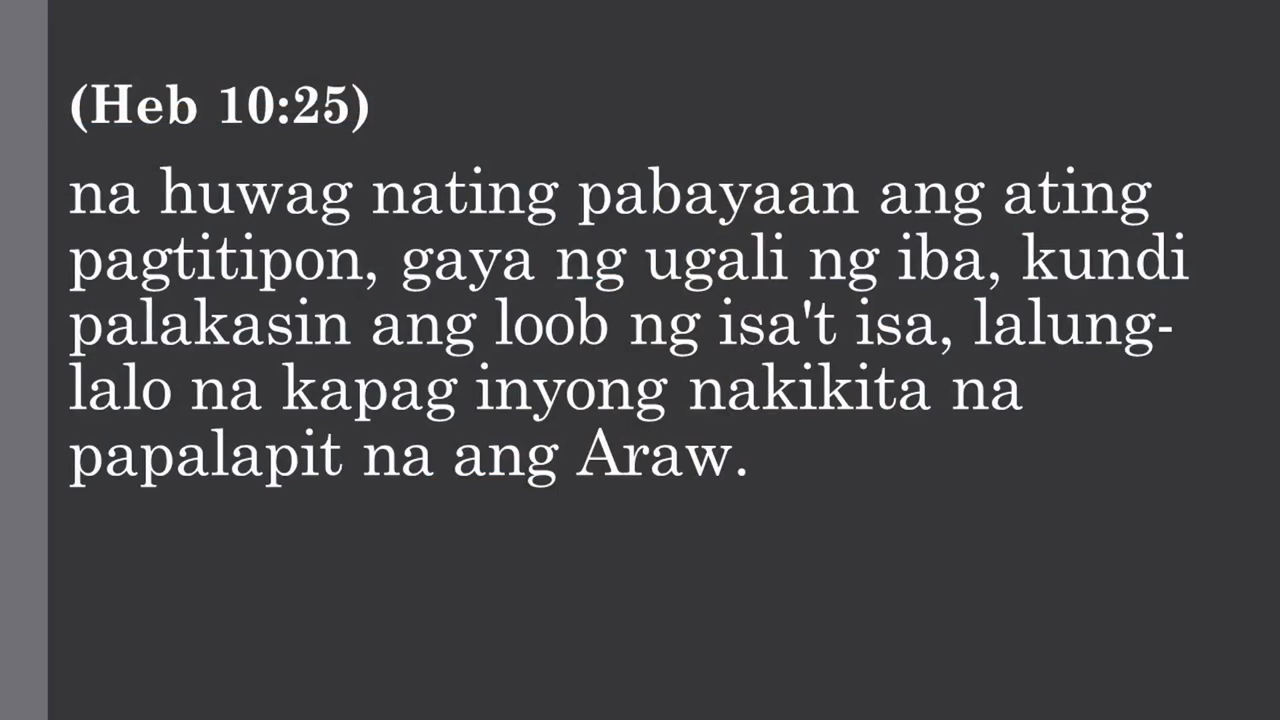 (Heb 10:25)
na huwag nating pabayaan ang ating
pagtitipon, gaya ng ugali ng iba, kundi
palakasin ang loob ng isa't isa, lalung-
lalo na kapag inyong nakikita na
papalapit na ang Araw.